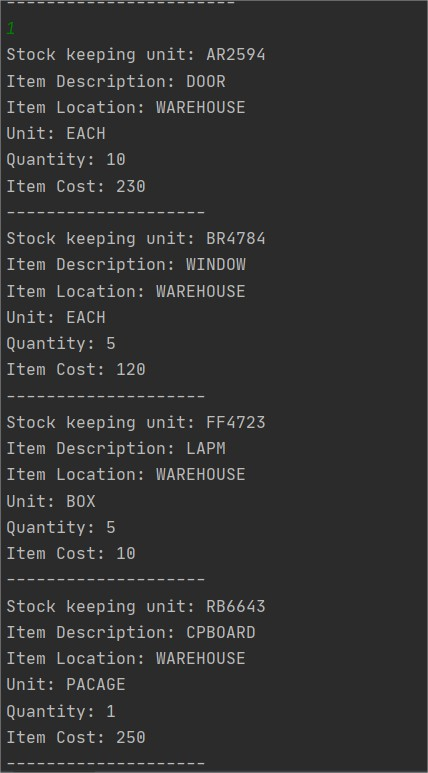 -----------------------
1
Stock keeping unit: AR2594
Item Description: DOOR
Item Location: WAREHOUSE
Unit: EACH
Quantity: 10
Item Cost: 230
--------------------
Stock keeping unit: BR4784
Item Description: WINDOW
Item Location: WAREHOUSE
Unit: EACH
Quantity: 5
Item Cost: 120
--------------------
Stock keeping unit: FF4723
Item Description: LAPM
Item Location: WAREHOUSE
Unit: BOX
Quantity: 5
Item Cost: 10
--------------------
Stock keeping unit: RB6643
Item Description: CPBOARD
Item Location: WAREHOUSE
Unit: PACAGE
Quantity: 1
Item Cost: 250
--------------------